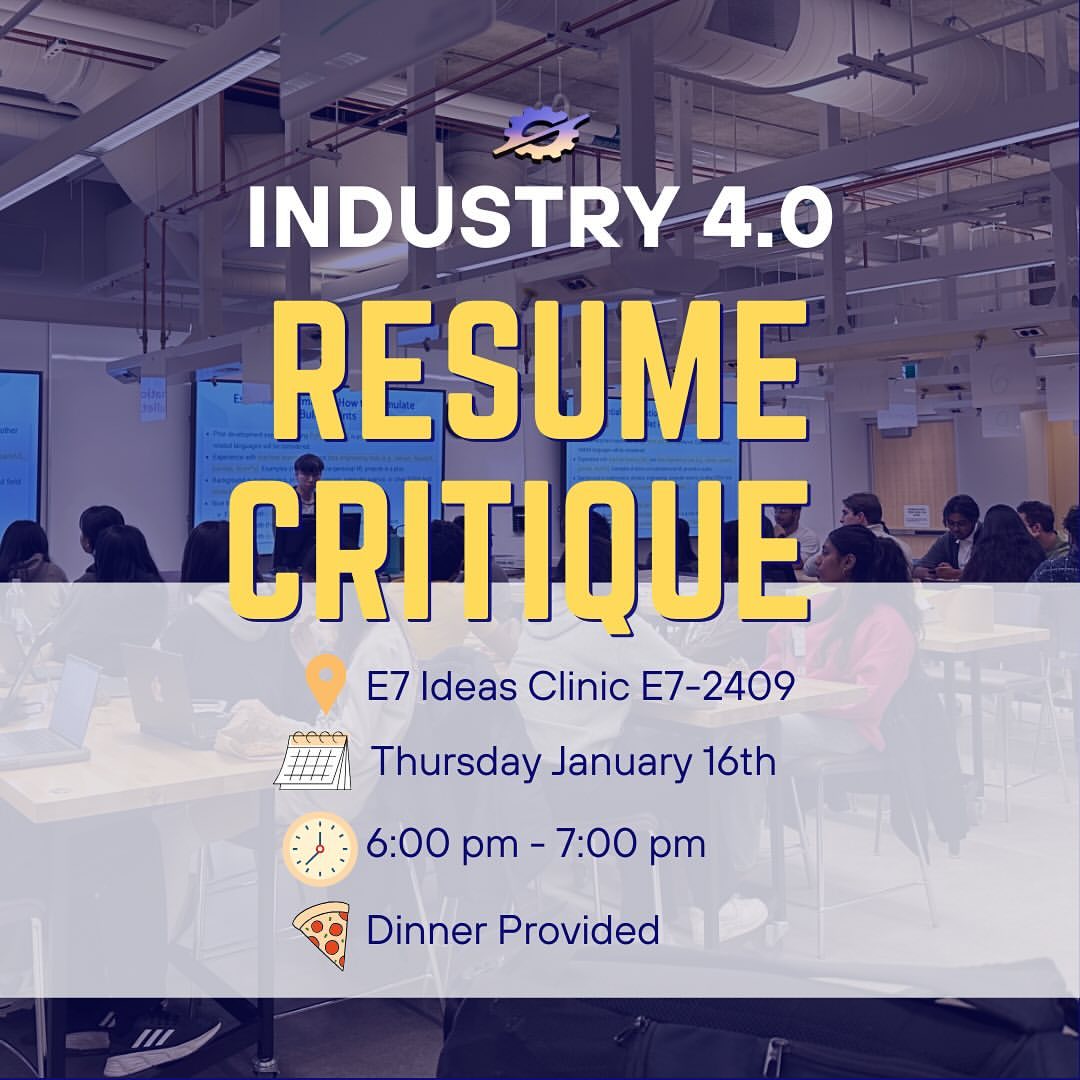 INDUSTRY 4.0
RESUME
CRITIQUE
E7 Ideas Clinic E7-2409
Thursday January 16th
6:00 pm - 7:00 pm
Dinner Provided